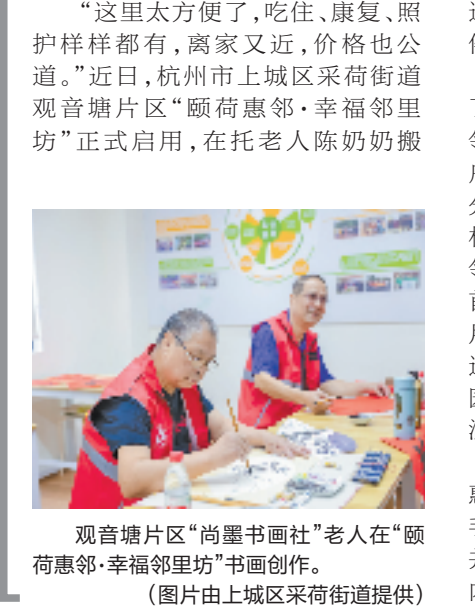 “这里太方便了,吃住、康复、照
护样样都有,离家又近,价格也公
道。”近日,杭州市上城区采荷街道
观音塘片区“颐荷惠邻·幸福邻里
坊”正式启用,在托老人陈奶奶搬
观音塘片区“尚墨书画社”老人在“颐
荷惠邻·幸福邻里坊”书画创作。
(图片由上城区采荷街道提供)